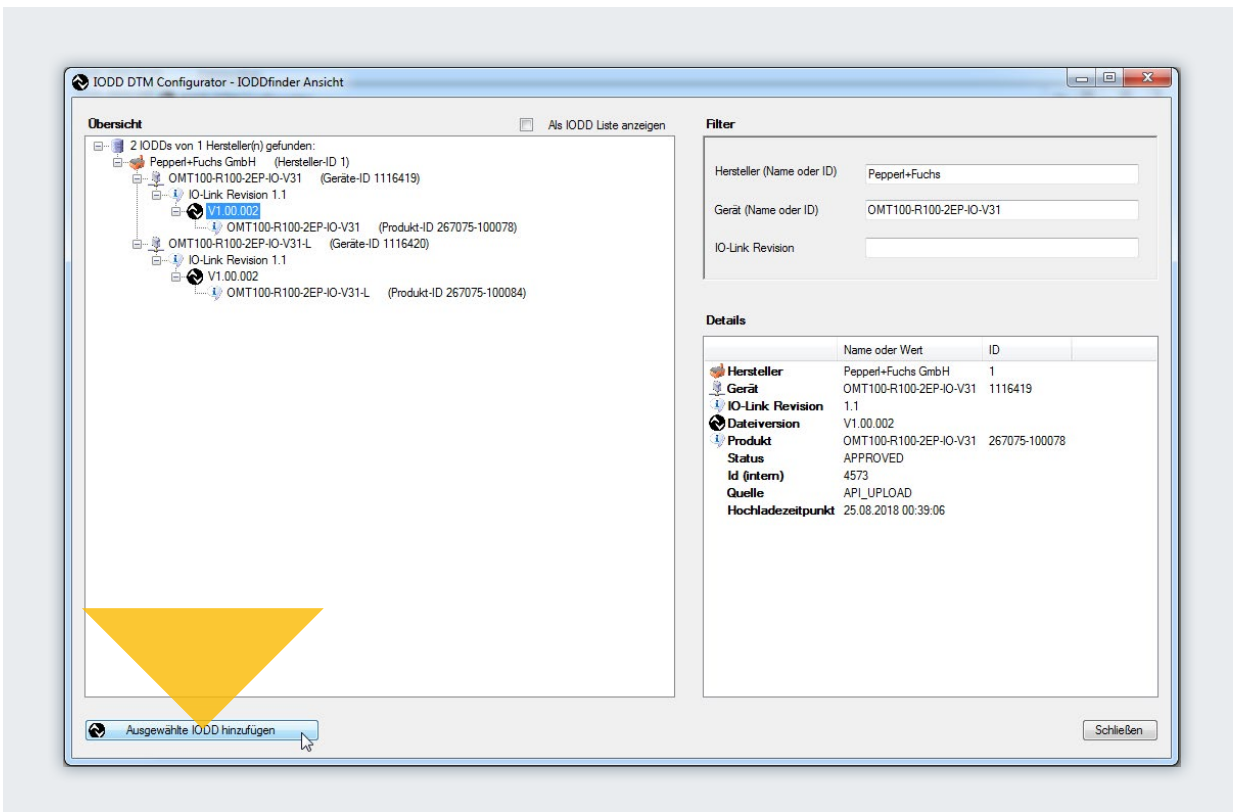 IODD DTM Configurator - IODDfinder Ansicht
Übersicht
Als IODD Liste anzeigen
2 IODDs von 1 Hersteller(n) gefunden:
Pepperl+Fuchs GmbH (Hersteller-ID 1)
OMT100-R100-2EP-IO-V31 (Geräte-ID 1116419)
IO-Link Revision 1.1
V1.00.002
OMT100-R100-2EP-IO-V31 (Produkt-ID 267075-100078)
OMT100-R100-2EP-IO-V31-L (Geräte-ID 1116420)
IO-Link Revision 1.1
V1.00.002
OMT100-R100-2EP-IO-V31-L (Produkt-ID 267075-100084)
Filter
Hersteller (Name oder ID) Pepperl+Fuchs
Gerät (Name oder ID) OMT100-R100-2EP-IO-V31
IO-Link Revision
Details
Name oder Wert ID
Hersteller Pepperl+Fuchs GmbH 1
Gerät OMT100-R100-2EP-IO-V31 1116419
IO-Link Revision 1.1
Dateiversion V1.00.002
Produkt OMT100-R100-2EP-IO-V31 267075-100078
Status APPROVED
Id (intern) 4573
Quelle API_UPLOAD
Hochladezeitpunkt 25.08.2018 00:39:06
Ausgewählte IODD hinzufügen
Schließen